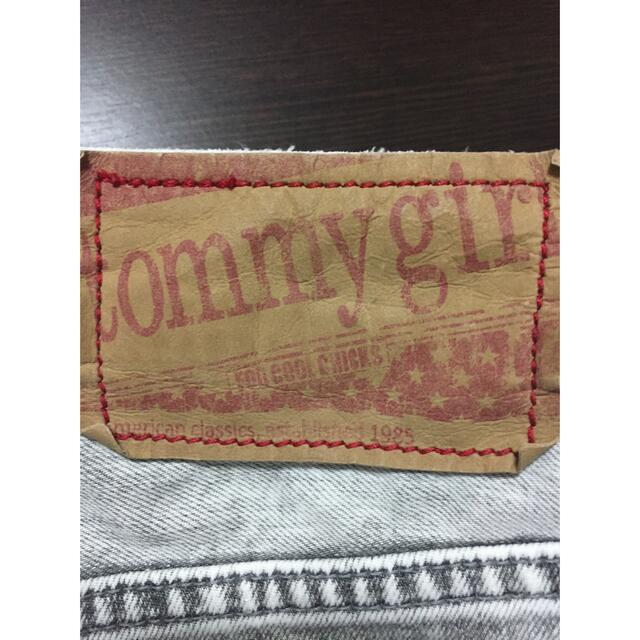 tommy girl
FOR COOL CHICKS
american classics, established 1985